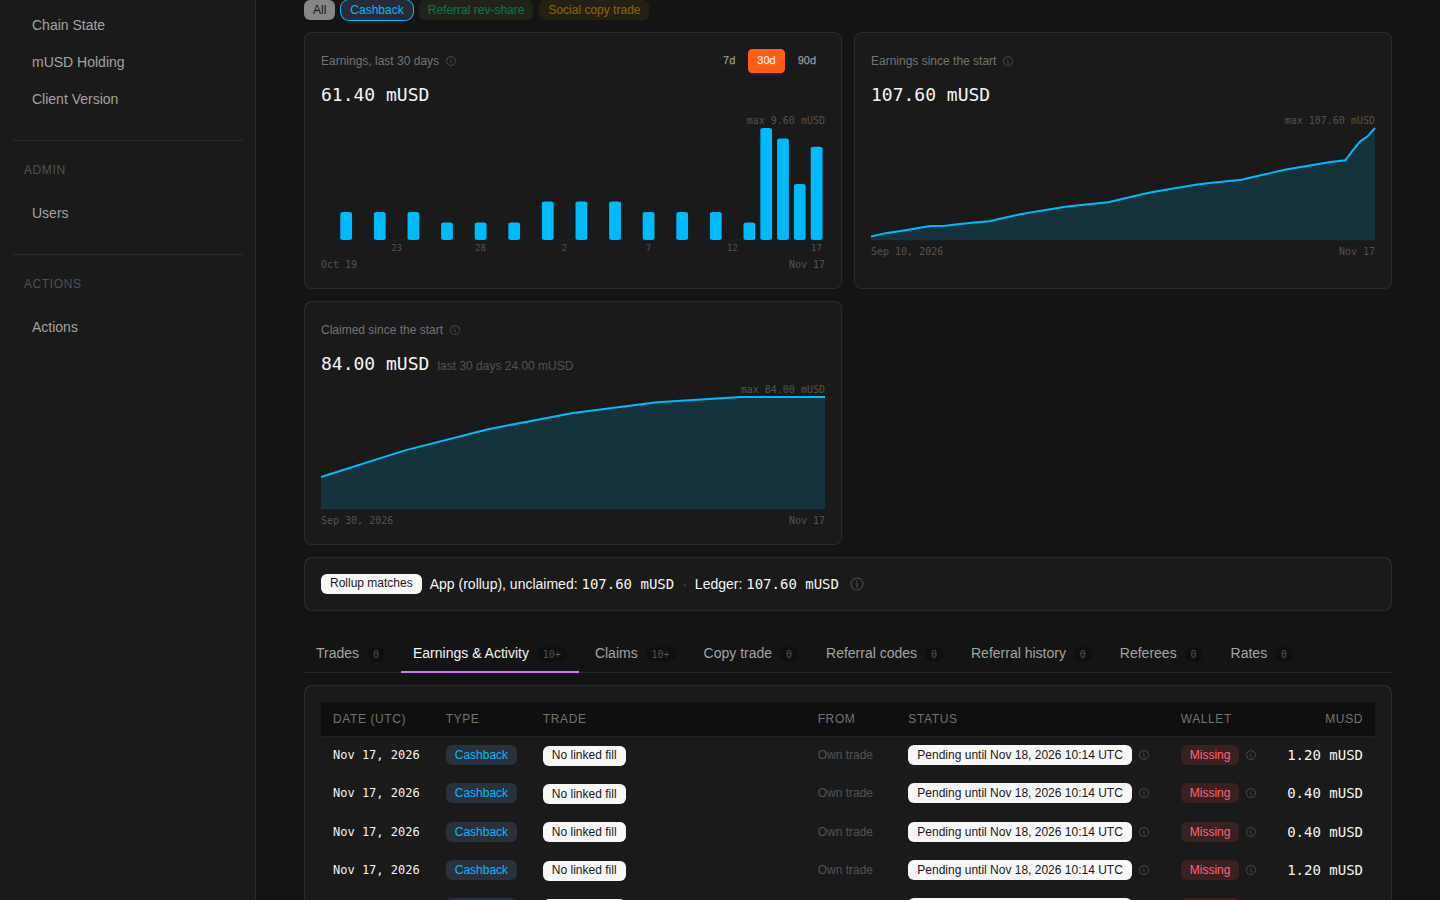 Chain State
mUSD Holding
Client Version
ADMIN
Users
ACTIONS
Actions
All Cashback Referral rev-share Social copy trade
Earnings, last 30 days 7d 30d 90d
61.40 mUSD
max 9.60 mUSD
23 28 2 7 12 17
Oct 19 Nov 17
Earnings since the start
107.60 mUSD
max 107.60 mUSD
Sep 10, 2026 Nov 17
Claimed since the start
84.00 mUSD last 30 days 24.00 mUSD
max 84.00 mUSD
Sep 30, 2026 Nov 17
Rollup matches App (rollup), unclaimed: 107.60 mUSD · Ledger: 107.60 mUSD
Trades 0 Earnings & Activity 10+ Claims 10+ Copy trade 0 Referral codes 0 Referral history 0 Referees 0 Rates 0
DATE (UTC) TYPE TRADE FROM STATUS WALLET MUSD
Nov 17, 2026 Cashback No linked fill Own trade Pending until Nov 18, 2026 10:14 UTC Missing 1.20 mUSD
Nov 17, 2026 Cashback No linked fill Own trade Pending until Nov 18, 2026 10:14 UTC Missing 0.40 mUSD
Nov 17, 2026 Cashback No linked fill Own trade Pending until Nov 18, 2026 10:14 UTC Missing 0.40 mUSD
Nov 17, 2026 Cashback No linked fill Own trade Pending until Nov 18, 2026 10:14 UTC Missing 1.20 mUSD